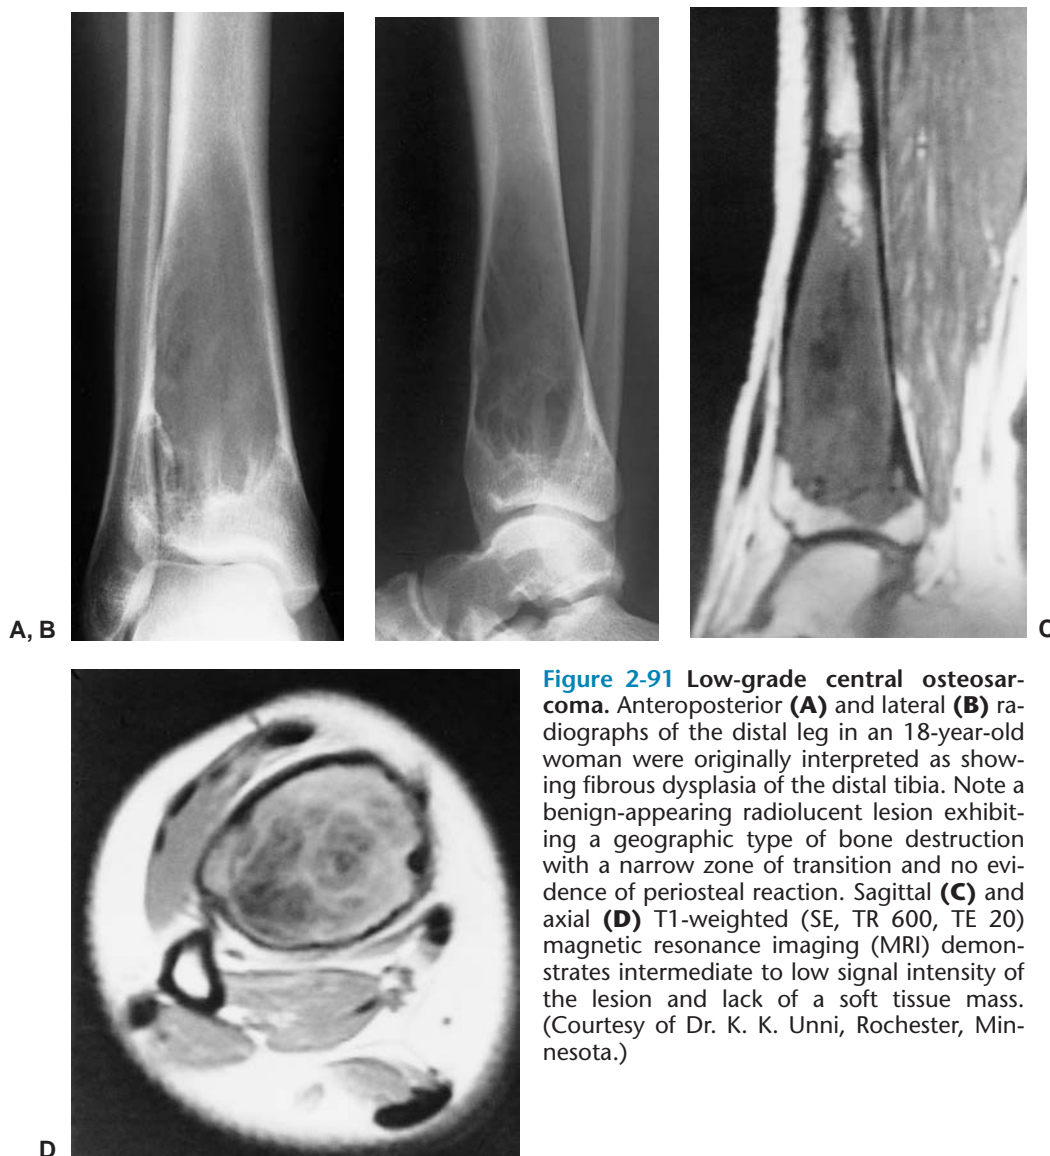 A, B
C
Figure 2-91 Low-grade central osteosar-
coma. Anteroposterior (A) and lateral (B) ra-
diographs of the distal leg in an 18-year-old
woman were originally interpreted as show-
ing fibrous dysplasia of the distal tibia. Note a
benign-appearing radiolucent lesion exhibit-
ing a geographic type of bone destruction
with a narrow zone of transition and no evi-
dence of periosteal reaction. Sagittal (C) and
axial (D) T1-weighted (SE, TR 600, TE 20)
magnetic resonance imaging (MRI) demon-
strates intermediate to low signal intensity of
the lesion and lack of a soft tissue mass.
(Courtesy of Dr. K. K. Unni, Rochester, Min-
nesota.)
D